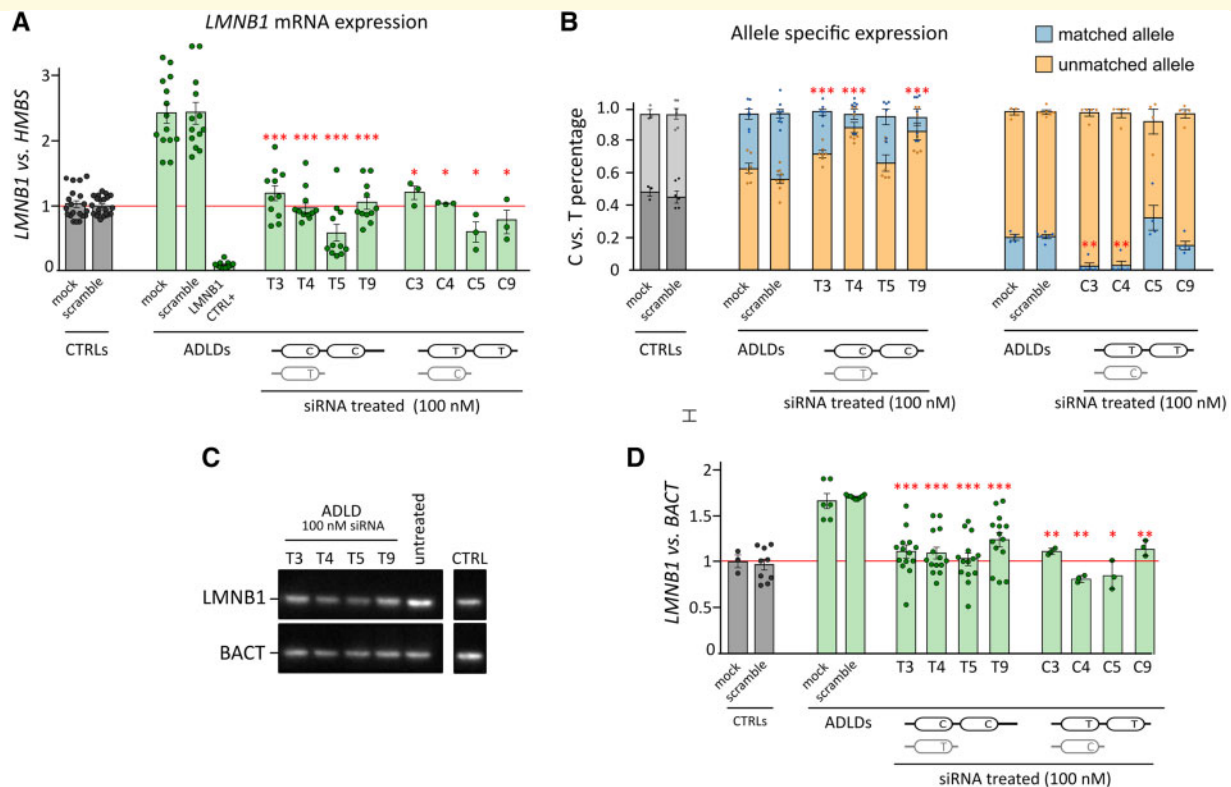 A
LMNB1 mRNA expression
LMNB1 vs. HMBS
3
2
1
0
*** *** *** ***
* * * *
mock scramble mock scramble LMNB1 CTRL+ T3 T4 T5 T9 C3 C4 C5 C9
CTRLs ADLDs
C C T T
T C
siRNA treated (100 nM)
B
Allele specific expression
matched allele
unmatched allele
C vs. T percentage
1.0
0.8
0.6
0.4
0.2
0
*** *** ***
** **
mock scramble mock scramble T3 T4 T5 T9 mock scramble C3 C4 C5 C9
CTRLs ADLDs ADLDs
C C T T
T C
siRNA treated (100 nM) siRNA treated (100 nM)
C
ADLD
100 nM siRNA
T3 T4 T5 T9 untreated CTRL
LMNB1
BACT
D
LMNB1 vs. BACT
2
1.5
1
0.5
0
*** *** *** ***
** ** * **
mock scramble mock scramble T3 T4 T5 T9 C3 C4 C5 C9
CTRLs ADLDs
C C T T
T C
siRNA treated (100 nM)